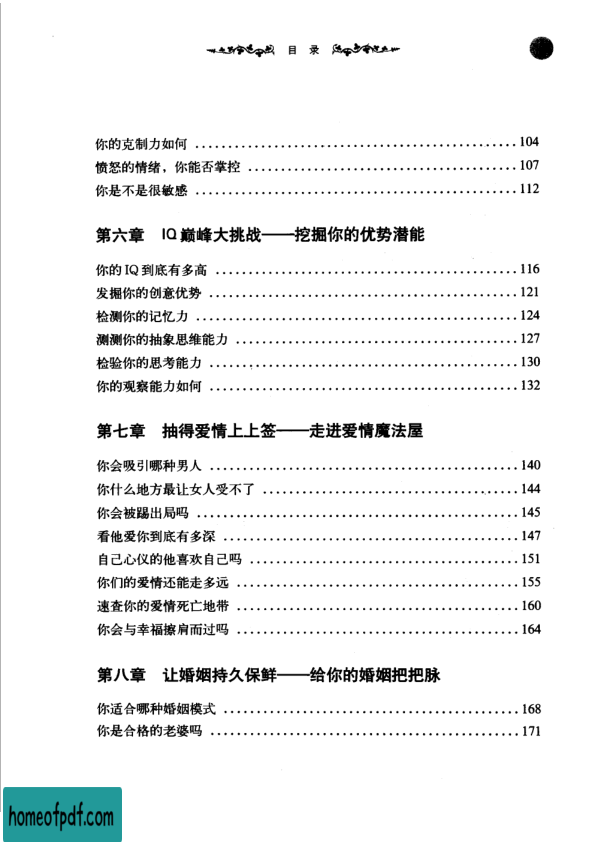 目 录
你的克制力如何 ................................................ 104
愤怒的情绪，你能否掌控 ........................................ 107
你是不是很敏感 ................................................ 112
第六章 IQ巅峰大挑战——挖掘你的优势潜能
你的IQ到底有多高 .............................................. 116
发掘你的创意优势 .............................................. 121
检测你的记忆力 ................................................ 124
测测你的抽象思维能力 .......................................... 127
检验你的思考能力 .............................................. 130
你的观察能力如何 .............................................. 132
第七章 抽得爱情上上签——走进爱情魔法屋
你会吸引哪种男人 .............................................. 140
你什么地方最让女人受不了 ...................................... 144
你会被踢出局吗 ................................................ 145
看他爱你到底有多深 ............................................ 147
自己心仪的他喜欢自己吗 ........................................ 151
你们的爱情还能走多远 .......................................... 155
速查你的爱情死亡地带 .......................................... 160
你会与幸福擦肩而过吗 .......................................... 164
第八章 让婚姻持久保鲜——给你的婚姻把把脉
你适合哪种婚姻模式 ............................................ 168
你是合格的老婆吗 .............................................. 171
homeofpdf.com